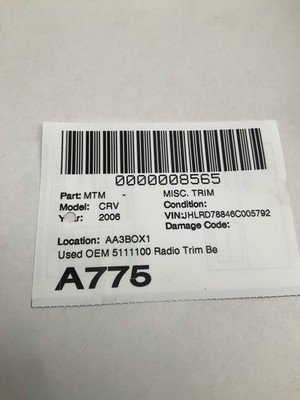 0000008565
Part: MTM - MISC. TRIM
Model: CRV Condition:
2006 VIN:JHLRD78846C005792
Damage Code:
Location: AA3BOX1
Used OEM 5111100 Radio Trim Be
A775